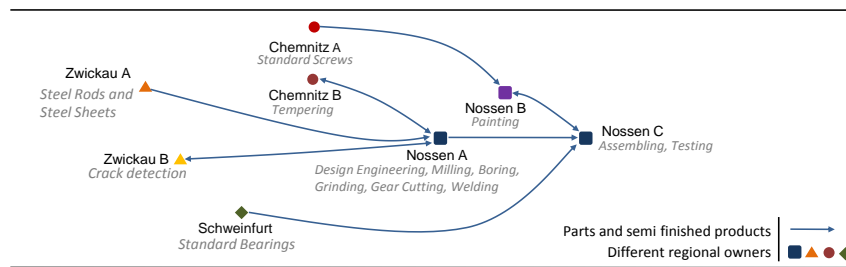 Chemnitz A
Standard Screws
Zwickau A
Steel Rods and
Steel Sheets
Chemnitz B
Tempering
Nossen B
Painting
Nossen C
Assembling, Testing
Zwickau B
Crack detection
Nossen A
Design Engineering, Milling, Boring,
Grinding, Gear Cutting, Welding
Schweinfurt
Standard Bearings
Parts and semi finished products
Different regional owners